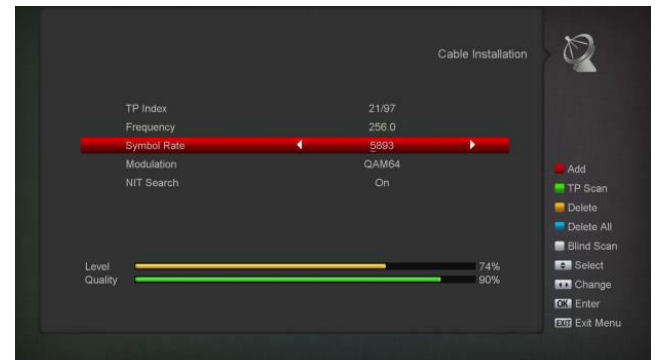 Cable Installation
TP Index 21/97
Frequency 256.0
Symbol Rate 5893
Modulation QAM64
NIT Search On
Level 74%
Quality 90%
Add
TP Scan
Delete
Delete All
Blind Scan
Select
Change
OK Enter
EXIT Exit Menu